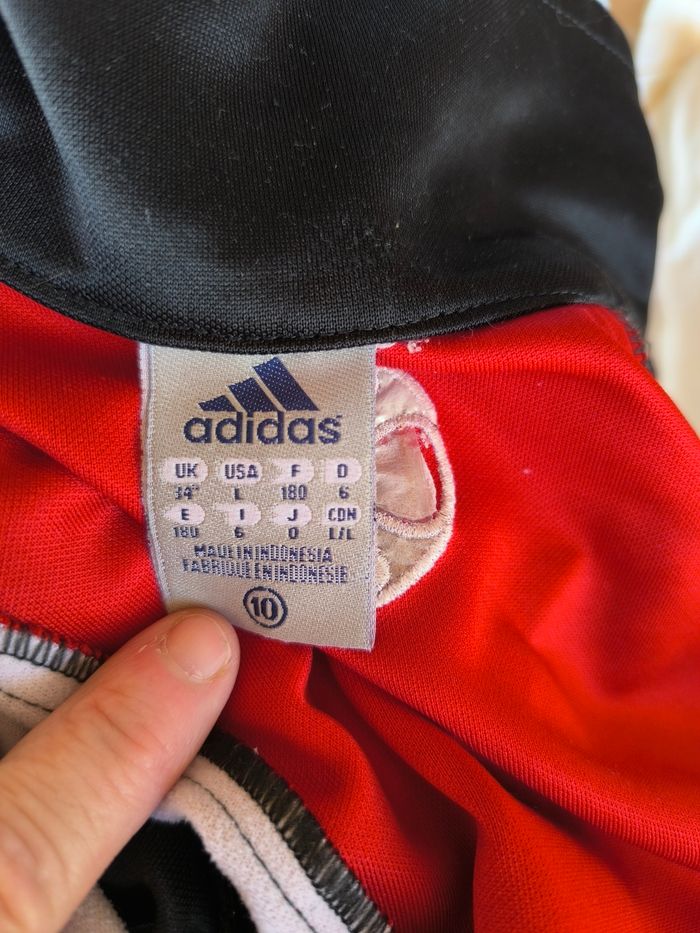 adidas
UK USA F D
34" L 180 6
E I J CDN
180 6 O L/L
MADE IN INDONESIA
FABRIQUE EN INDONESIE
10